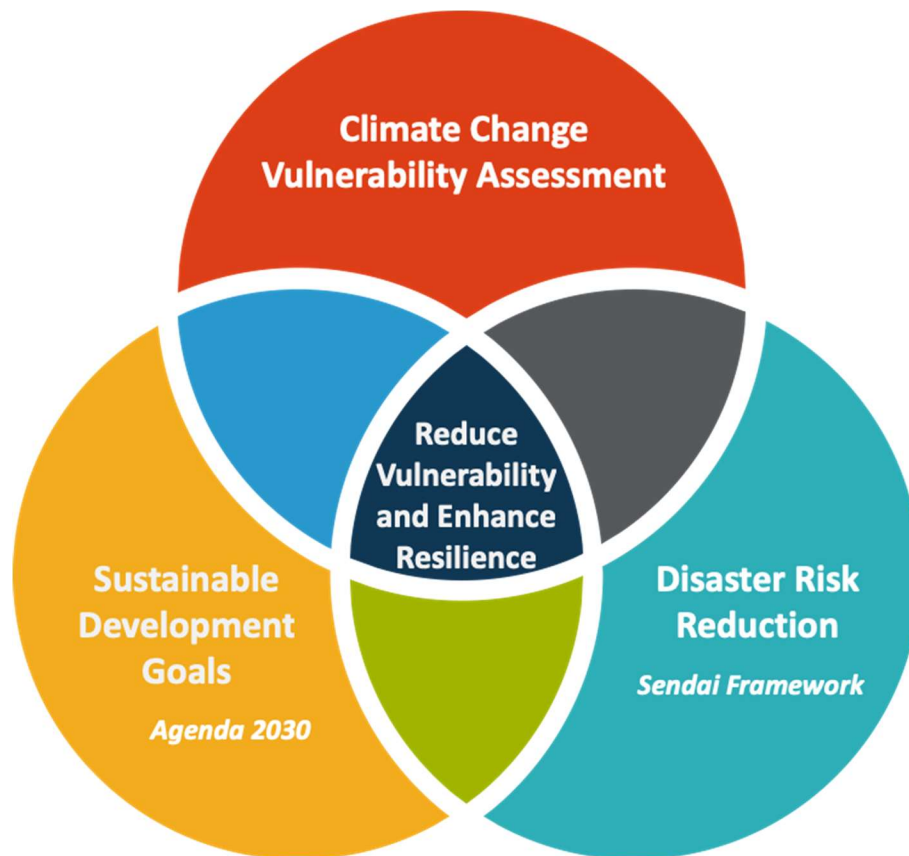 Climate Change
Vulnerability Assessment
Reduce
Vulnerability
and Enhance
Resilience
Sustainable
Development
Goals
Agenda 2030
Disaster Risk
Reduction
Sendai Framework